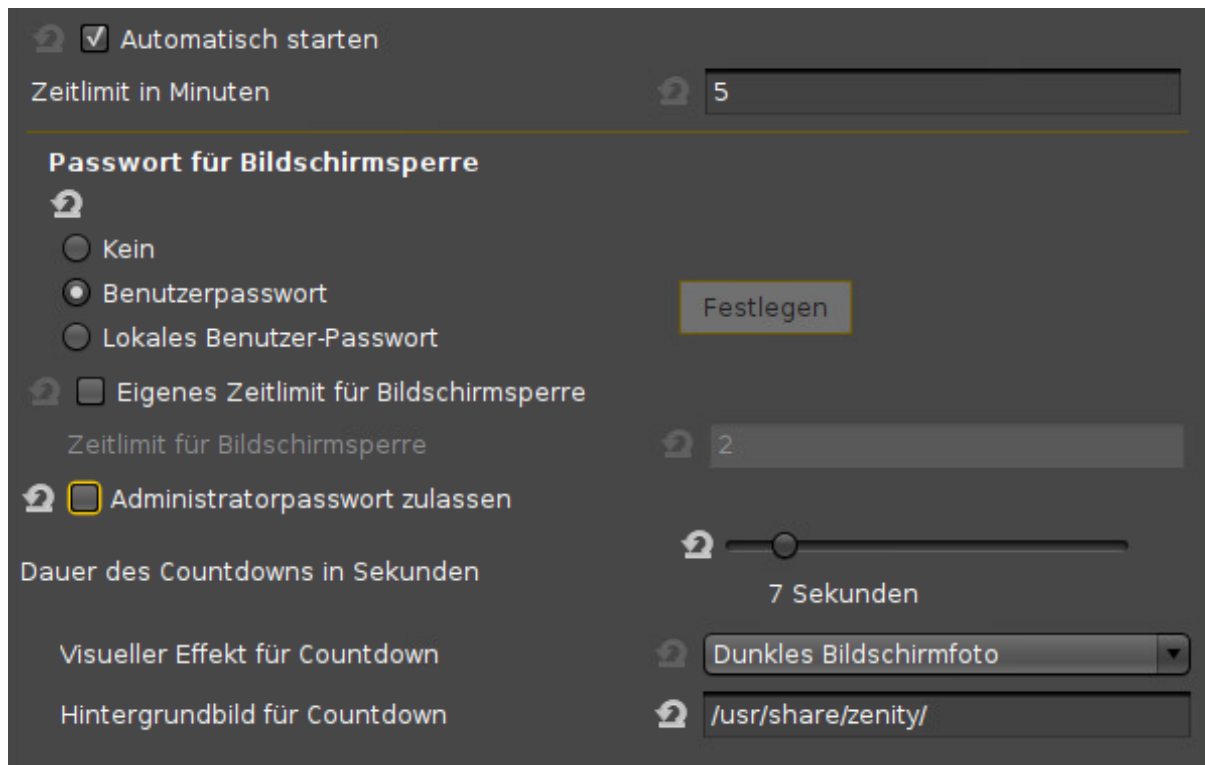 Automatisch starten
Zeitlimit in Minuten 5
Passwort für Bildschirmsperre
Kein
Benutzerpasswort
Festlegen
Lokales Benutzer-Passwort
Eigenes Zeitlimit für Bildschirmsperre
Zeitlimit für Bildschirmsperre 2
Administratorpasswort zulassen
Dauer des Countdowns in Sekunden
7 Sekunden
Visueller Effekt für Countdown Dunkles Bildschirmfoto
Hintergrundbild für Countdown /usr/share/zenity/